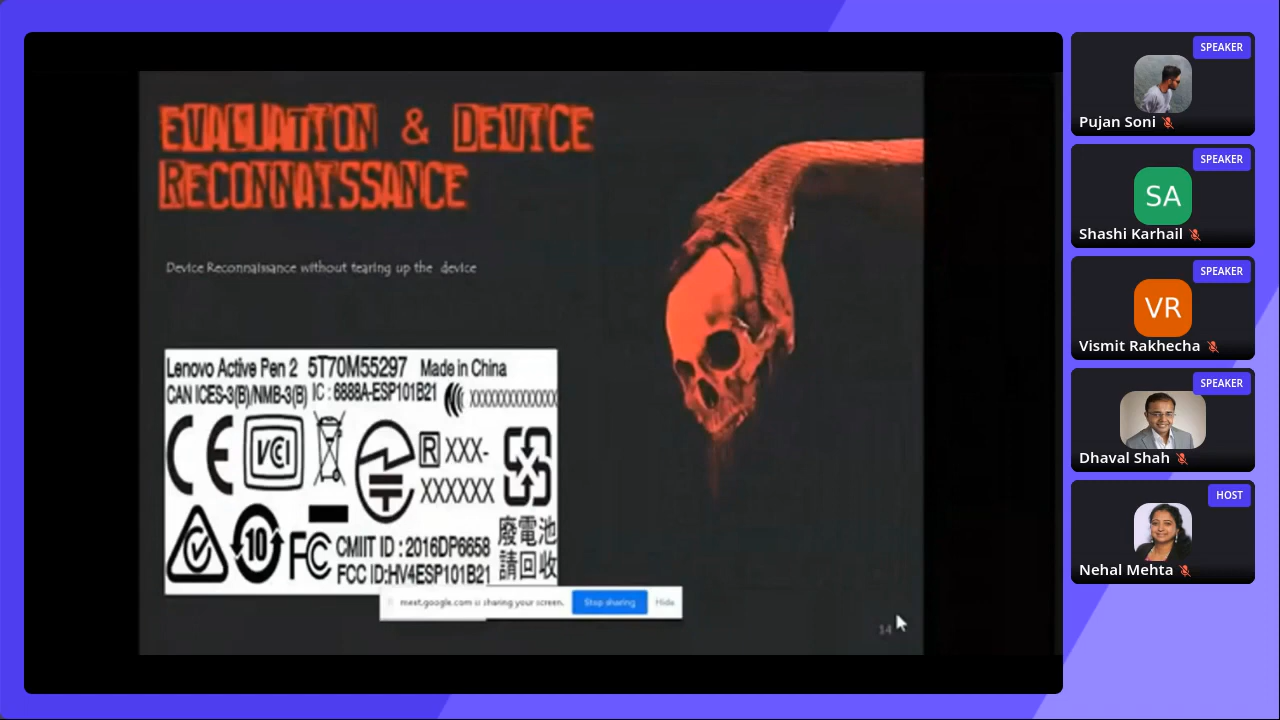 EVALUATION & DEVICE
RECONNAISSANCE
Device Reconnaissance without tearing up the device
Lenovo Active Pen 2 5T70M55297 Made in China
CAN ICES-3(B)/NMB-3(B) IC : 6888A-ESP101B21 XXXXXXXXXXXXXX
CE VCI R XXX-
XXXXXX
10 FC CMIIT ID : 2016DP6658
FCC ID:HV4ESP101B21
廢電池
請回收
meet.google.com is sharing your screen. Stop sharing Hide
14
SPEAKER
Pujan Soni
SPEAKER
SA
Shashi Karhail
SPEAKER
VR
Vismit Rakhecha
SPEAKER
Dhaval Shah
HOST
Nehal Mehta